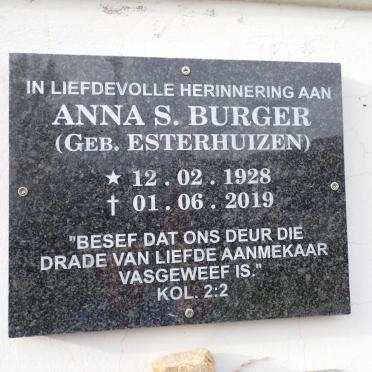 IN LIEFDEVOLLE HERINNERING AAN
ANNA S. BURGER
(GEB. ESTERHUIZEN)
★ 12 . 02 . 1928
† 01 . 06 . 2019
"BESEF DAT ONS DEUR DIE
DRADE VAN LIEFDE AANMEKAAR
VASGEWEEF IS."
KOL. 2:2